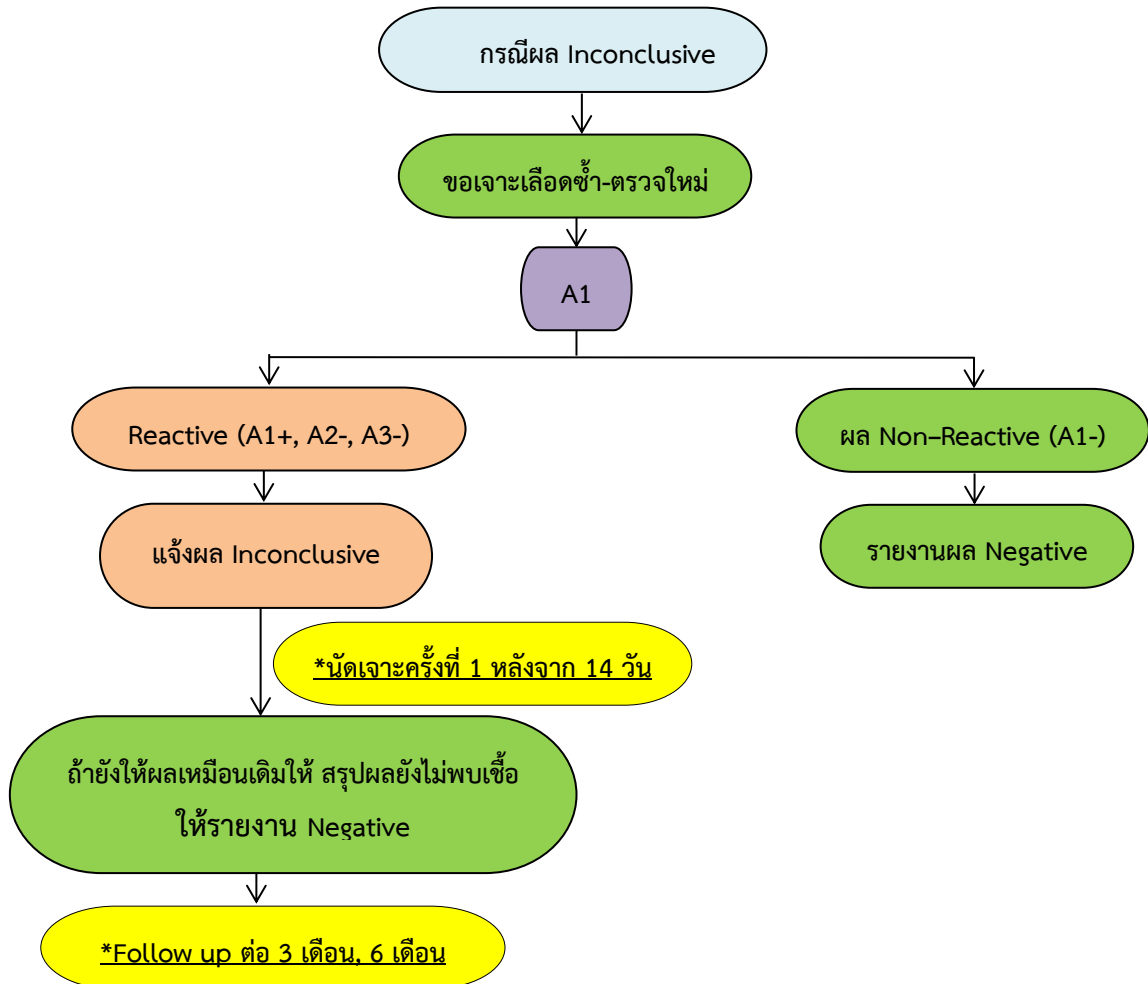 กรณีผล Inconclusive
ขอเจาะเลือดซ้ำ-ตรวจใหม่
A1
Reactive (A1+, A2-, A3-)
ผล Non–Reactive (A1-)
แจ้งผล Inconclusive
รายงานผล Negative
*นัดเจาะครั้งที่ 1 หลังจาก 14 วัน
ถ้ายังให้ผลเหมือนเดิมให้ สรุปผลยังไม่พบเชื้อ
ให้รายงาน Negative
*Follow up ต่อ 3 เดือน, 6 เดือน